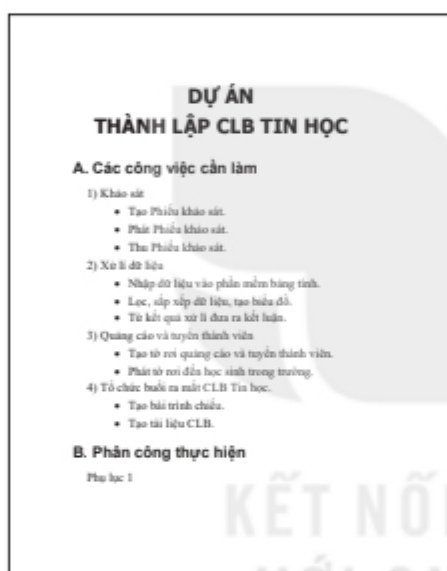 DỰ ÁN
THÀNH LẬP CLB TIN HỌC
A. Các công việc cần làm
1) Khảo sát
• Tạo Phiếu khảo sát.
• Phát Phiếu khảo sát.
• Thu Phiếu khảo sát.
2) Xử lí dữ liệu
• Nhập dữ liệu vào phần mềm bảng tính.
• Lọc, sắp xếp dữ liệu, tạo biểu đồ.
• Từ kết quả xử lí đưa ra kết luận.
3) Quảng cáo và tuyển thành viên
• Tạo tờ rơi quảng cáo và tuyển thành viên.
• Phát tờ rơi đến học sinh trong trường.
4) Tổ chức buổi ra mắt CLB Tin học.
• Tạo bài trình chiếu.
• Tạo tài liệu CLB.
B. Phân công thực hiện
Phụ lục 1
KẾT NỐI